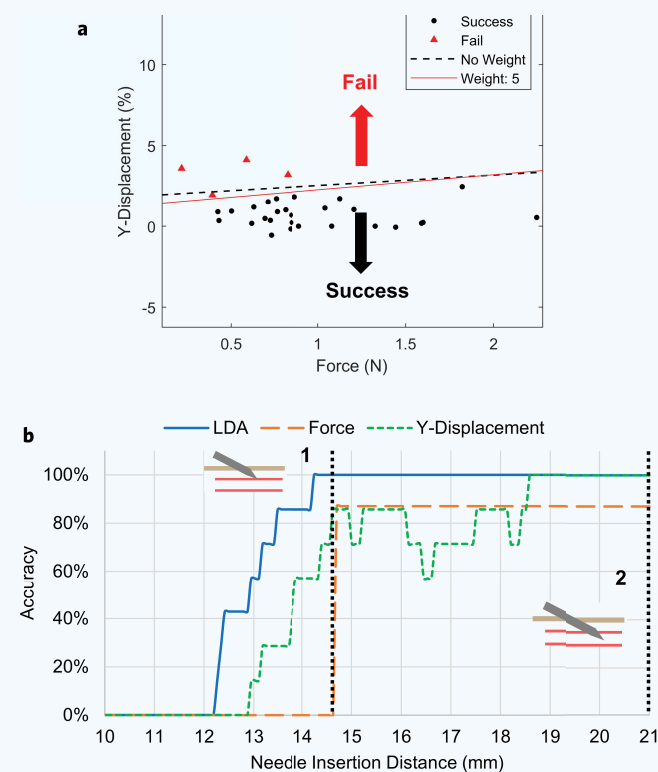 a
Success
Fail
No Weight
Weight: 5
10
5
0
-5
Y-Displacement (%)
Fail
Success
0.5 1 1.5 2
Force (N)
b
LDA Force Y-Displacement
1
100%
80%
60%
40%
20%
0%
Accuracy
2
10 11 12 13 14 15 16 17 18 19 20 21
Needle Insertion Distance (mm)